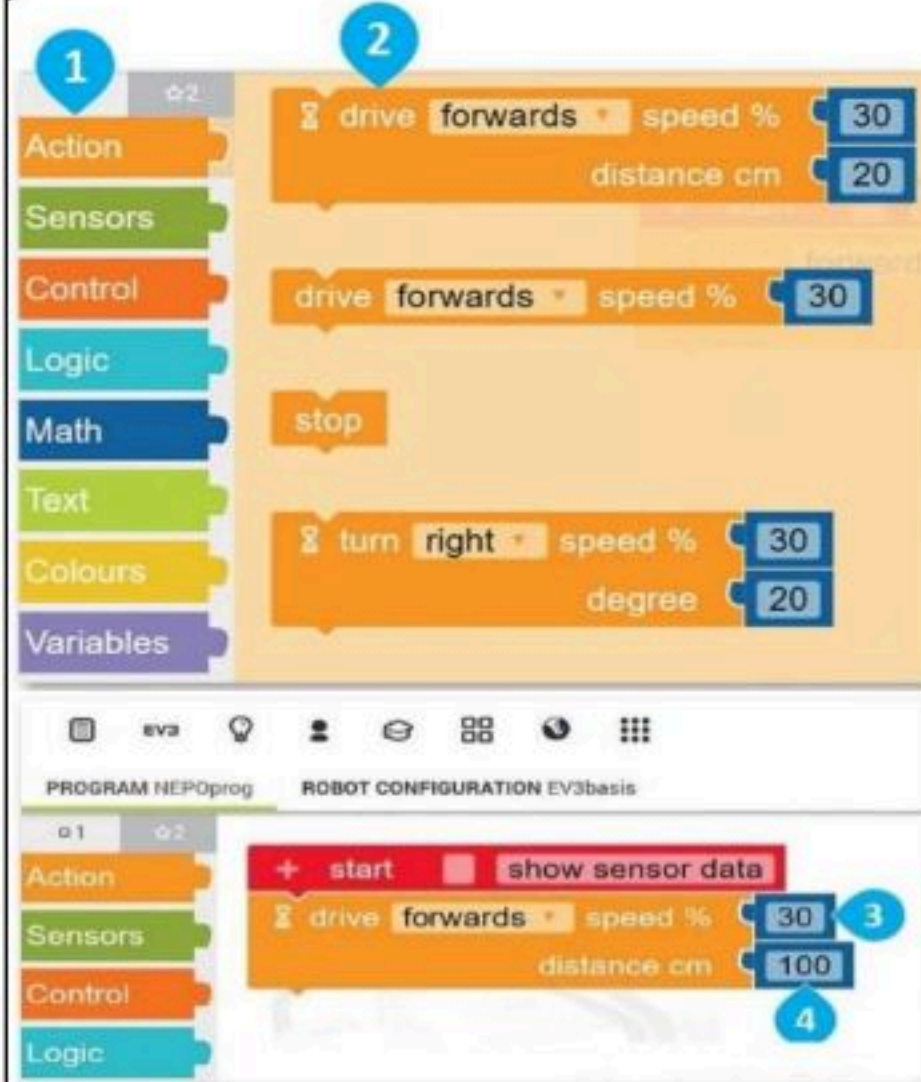 1
2
2
Action
Sensors
Control
Logic
Math
Text
Colours
Variables
drive forwards speed % 30
distance cm 20
forward
drive forwards speed % 30
stop
turn right speed % 30
degree 20
EV3
PROGRAM NEPOprog
ROBOT CONFIGURATION EV3basis
1
2
Action
Sensors
Control
Logic
+ start show sensor data
drive forwards speed % 30
distance cm 100
3
4